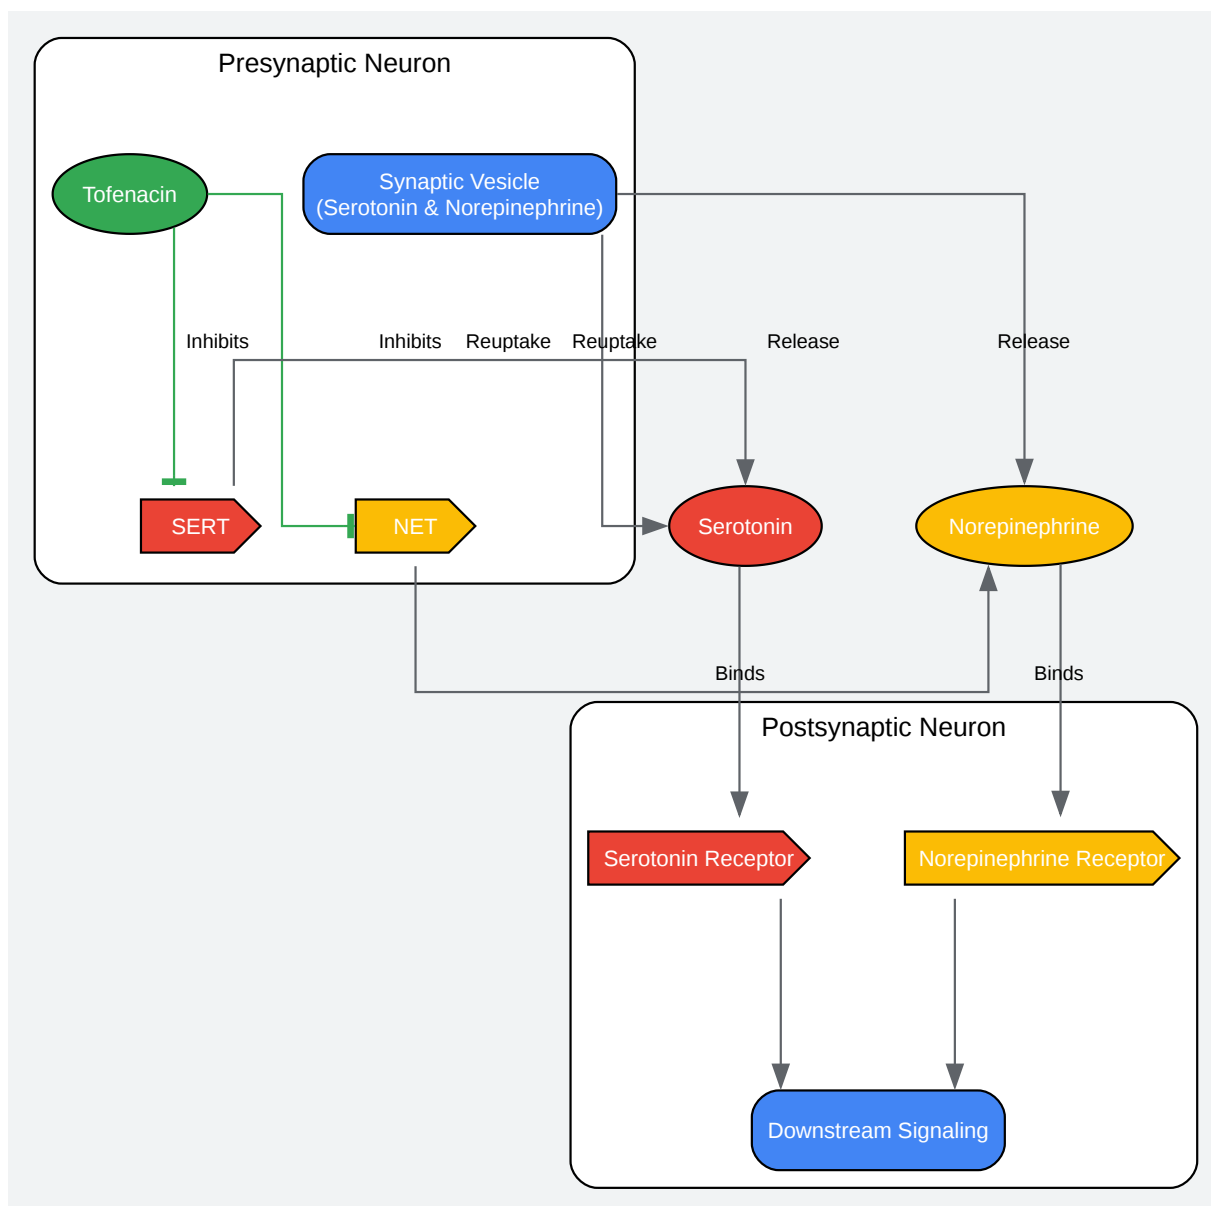 Presynaptic Neuron
Tofenacin
Synaptic Vesicle
(Serotonin & Norepinephrine)
Inhibits
Inhibits
Reuptake
Reuptake
Release
Release
SERT
NET
Serotonin
Norepinephrine
Binds
Binds
Postsynaptic Neuron
Serotonin Receptor
Norepinephrine Receptor
Downstream Signaling